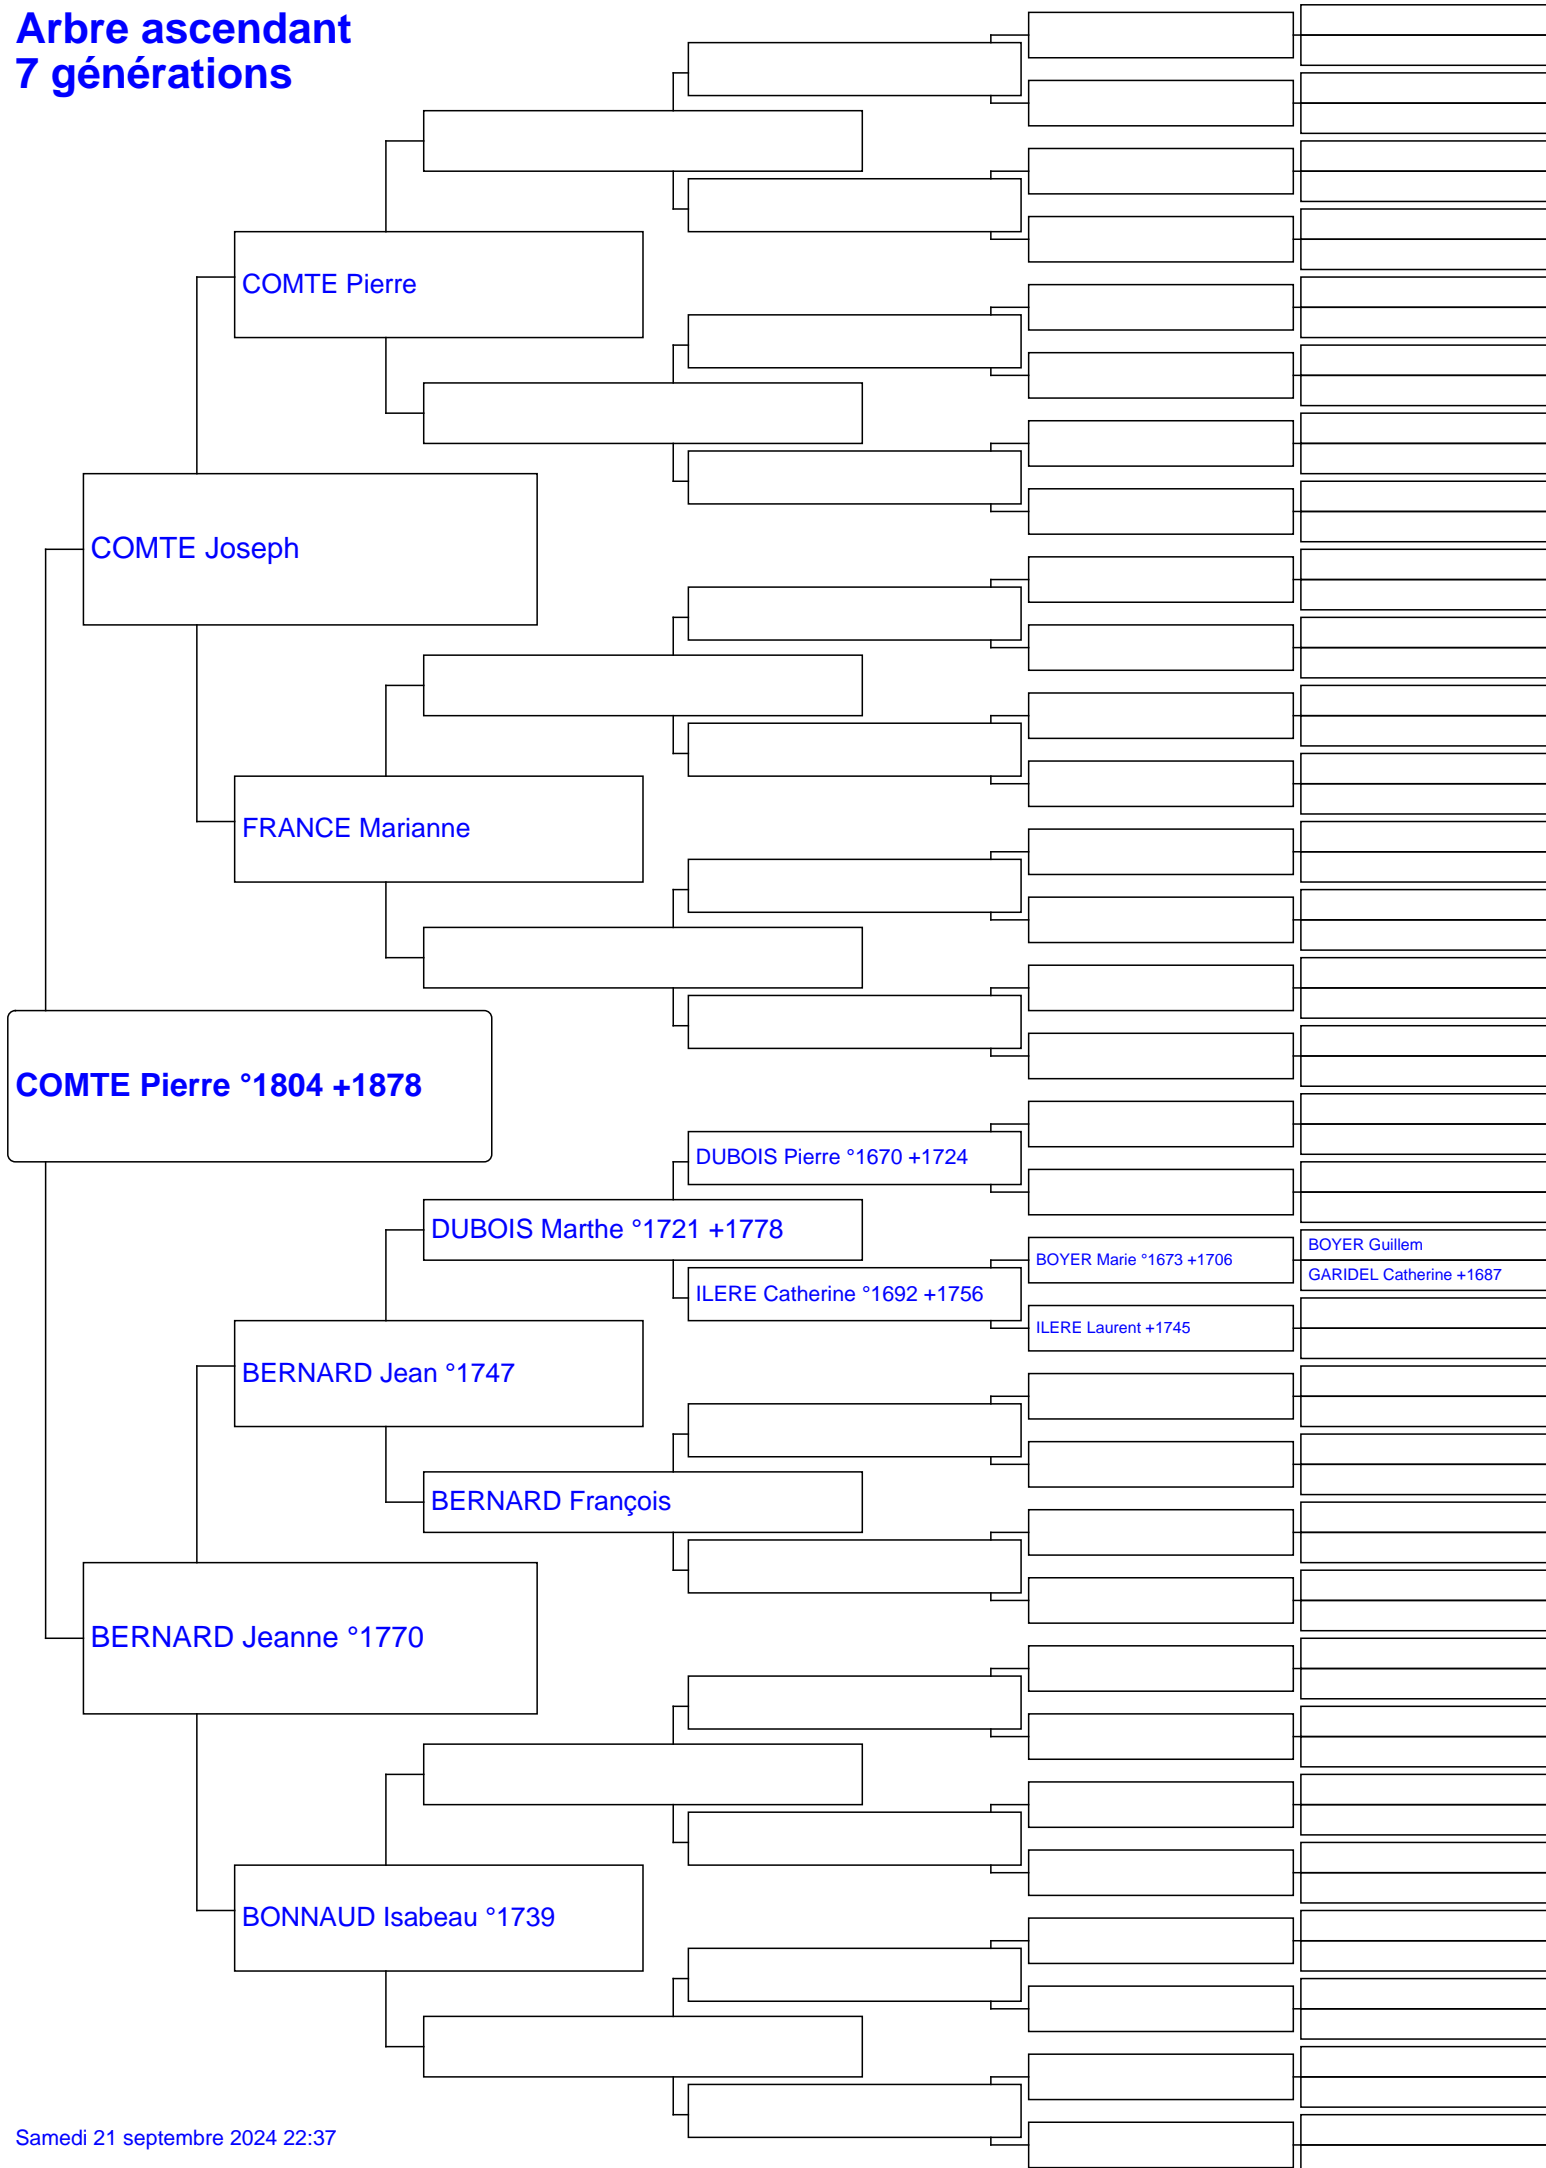 Arbre ascendant
7 générations
COMTE Pierre
COMTE Joseph
FRANCE Marianne
COMTE Pierre °1804 +1878
DUBOIS Pierre °1670 +1724
DUBOIS Marthe °1721 +1778
BOYER Guillem
BOYER Marie °1673 +1706
GARIDEL Catherine +1687
ILERE Catherine °1692 +1756
ILERE Laurent +1745
BERNARD Jean °1747
BERNARD François
BERNARD Jeanne °1770
BONNAUD Isabeau °1739
Samedi 21 septembre 2024 22:37